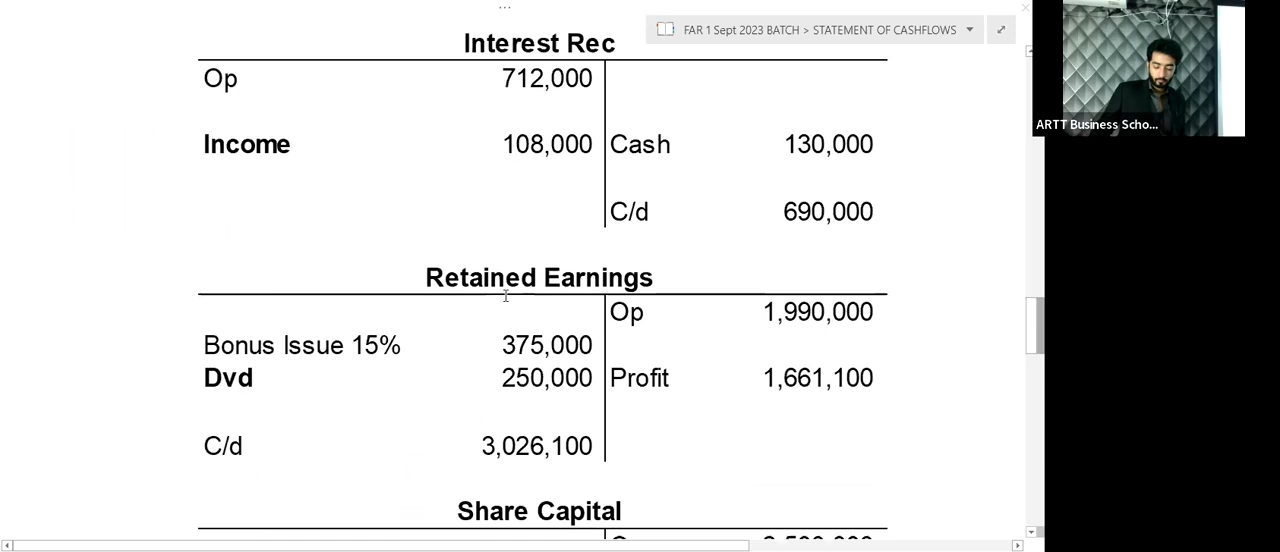 FAR 1 Sept 2023 BATCH > STATEMENT OF CASHFLOWS
ARTT Business Scho...
Interest Rec
Op 712,000
Income 108,000 Cash 130,000
C/d 690,000
Retained Earnings
Op 1,990,000
Bonus Issue 15% 375,000
Dvd 250,000 Profit 1,661,100
C/d 3,026,100
Share Capital